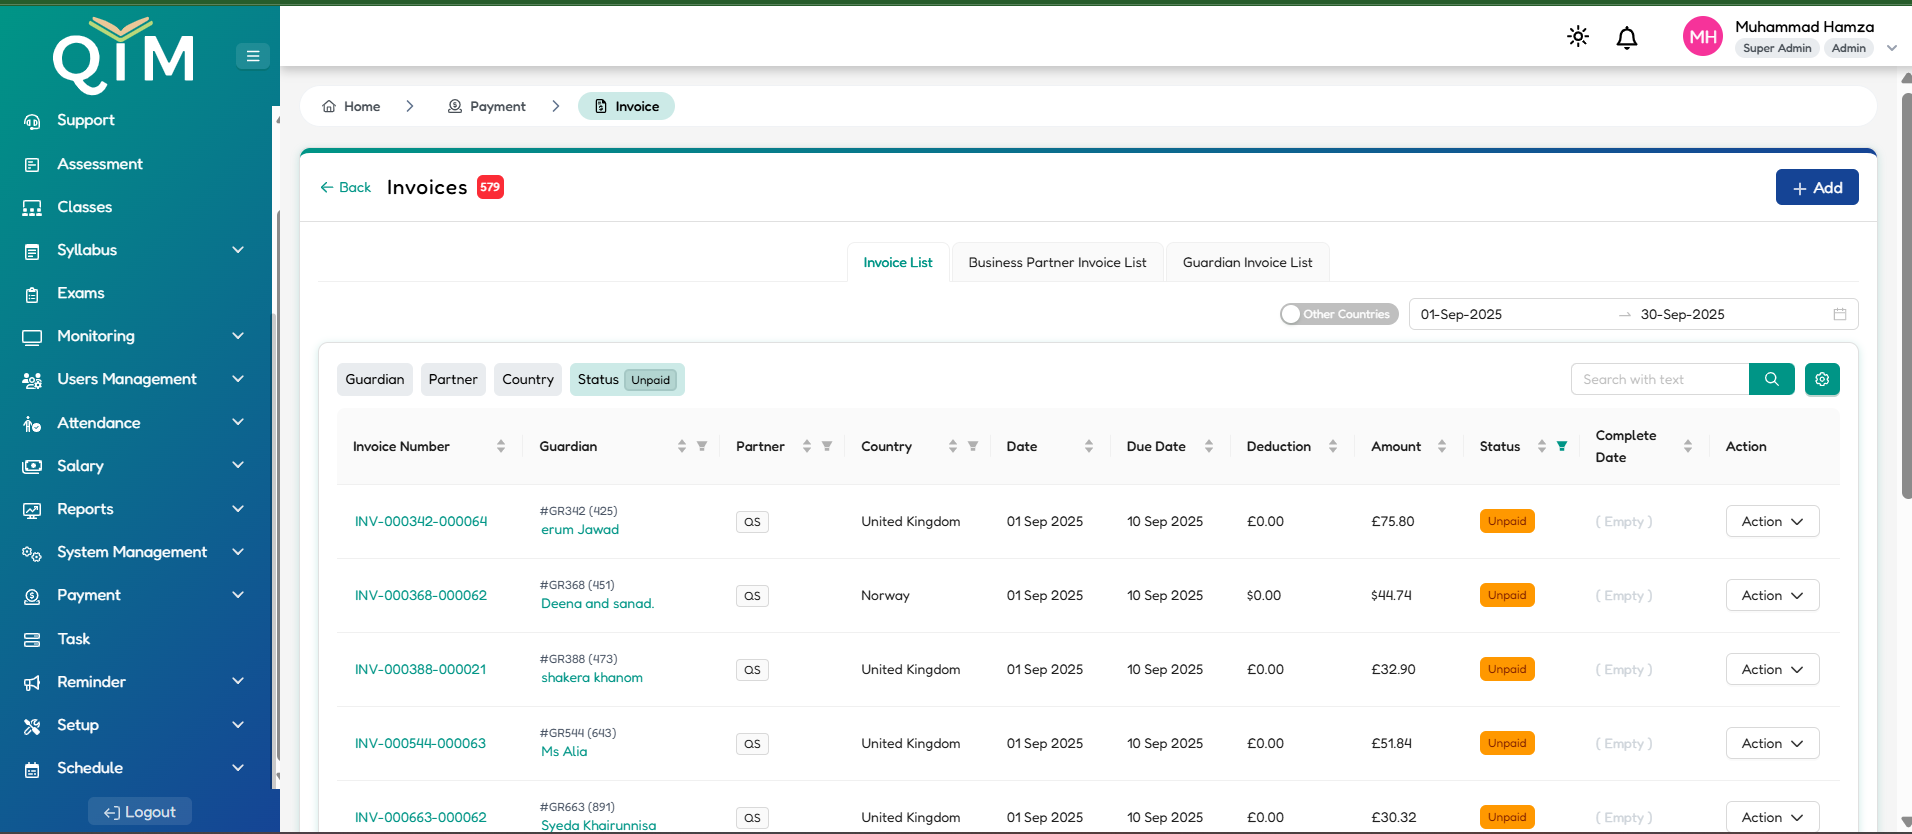 QIM
MH
Muhammad Hamza
Super Admin Admin
Support
Assessment
Classes
Syllabus
Exams
Monitoring
Users Management
Attendance
Salary
Reports
System Management
Payment
Task
Reminder
Setup
Schedule
Logout
Home > Payment > Invoice
← Back Invoices 579
+ Add
Invoice List Business Partner Invoice List Guardian Invoice List
Other Countries 01-Sep-2025 → 30-Sep-2025
Guardian Partner Country Status Unpaid Search with text
Invoice Number Guardian Partner Country Date Due Date Deduction Amount Status Complete Date Action
#GR342 (425)
INV-000342-000064 erum Jawad QS United Kingdom 01 Sep 2025 10 Sep 2025 £0.00 £75.80 Unpaid ( Empty ) Action
#GR368 (451)
INV-000368-000062 Deena and sanad. QS Norway 01 Sep 2025 10 Sep 2025 $0.00 $44.74 Unpaid ( Empty ) Action
#GR388 (473)
INV-000388-000021 shakera khanom QS United Kingdom 01 Sep 2025 10 Sep 2025 £0.00 £32.90 Unpaid ( Empty ) Action
#GR544 (643)
INV-000544-000063 Ms Alia QS United Kingdom 01 Sep 2025 10 Sep 2025 £0.00 £51.84 Unpaid ( Empty ) Action
#GR663 (891)
INV-000663-000062 Syeda Khairunnisa QS United Kingdom 01 Sep 2025 10 Sep 2025 £0.00 £30.32 Unpaid ( Empty ) Action